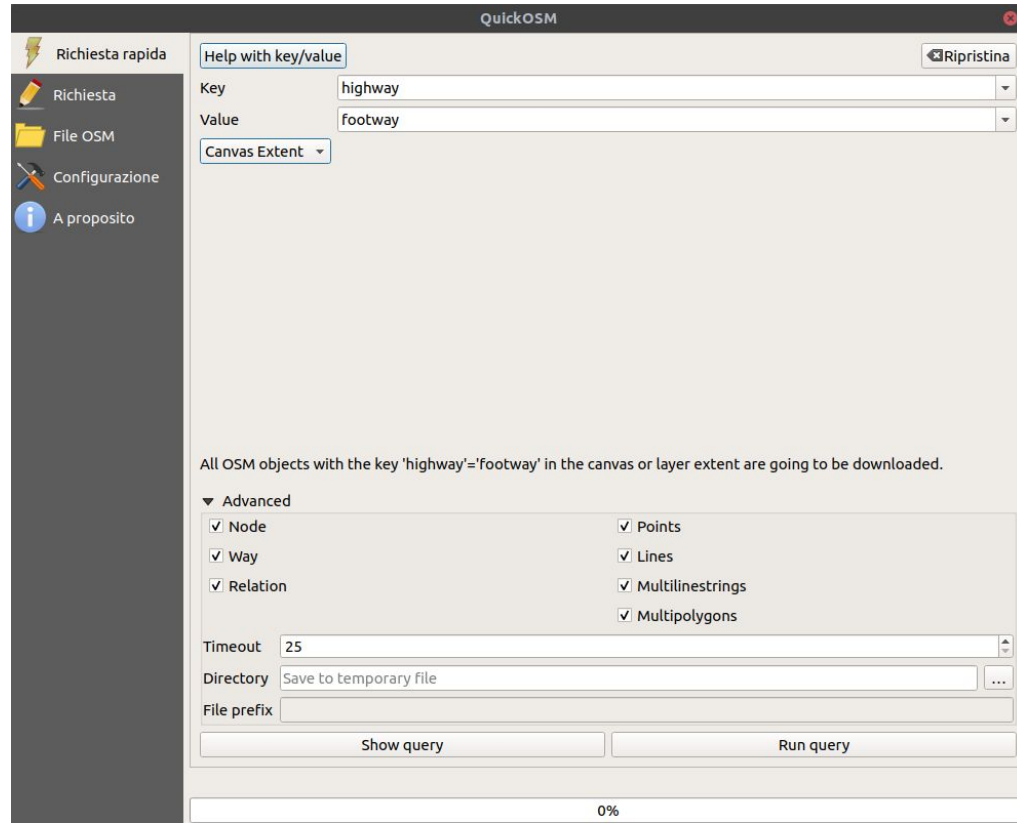 QuickOSM
Richiesta rapida
Richiesta
File OSM
Configurazione
A proposito
Help with key/value
Ripristina
Key highway
Value footway
Canvas Extent
All OSM objects with the key 'highway'='footway' in the canvas or layer extent are going to be downloaded.
Advanced
Node Points
Way Lines
Relation Multilinestrings
Multipolygons
Timeout 25
Directory Save to temporary file ...
File prefix
Show query Run query
0%